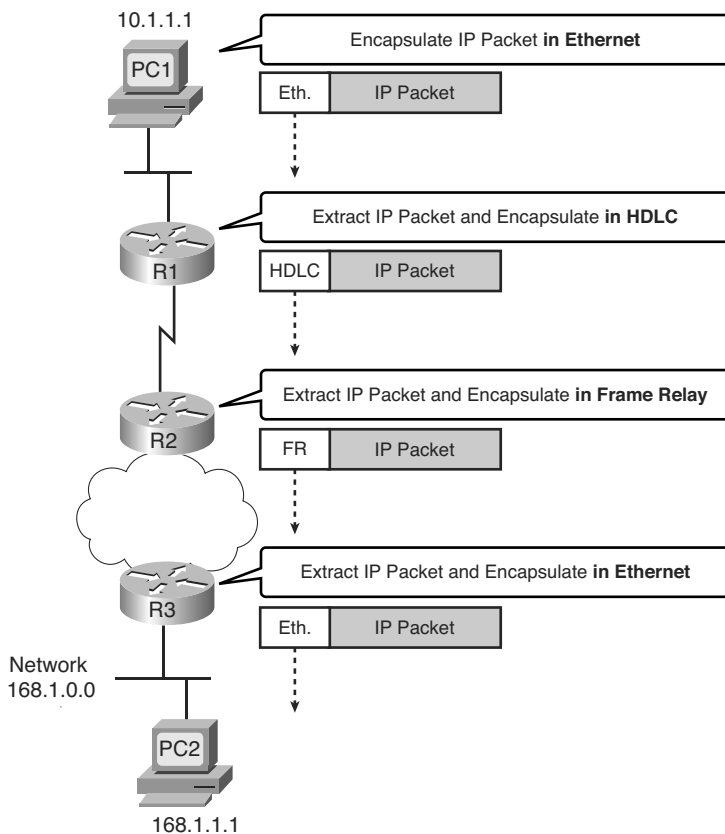 10.1.1.1
Encapsulate IP Packet in Ethernet
PC1
Eth. IP Packet
Extract IP Packet and Encapsulate in HDLC
R1
HDLC IP Packet
Extract IP Packet and Encapsulate in Frame Relay
R2
FR IP Packet
Extract IP Packet and Encapsulate in Ethernet
R3
Eth. IP Packet
Network
168.1.0.0
PC2
168.1.1.1